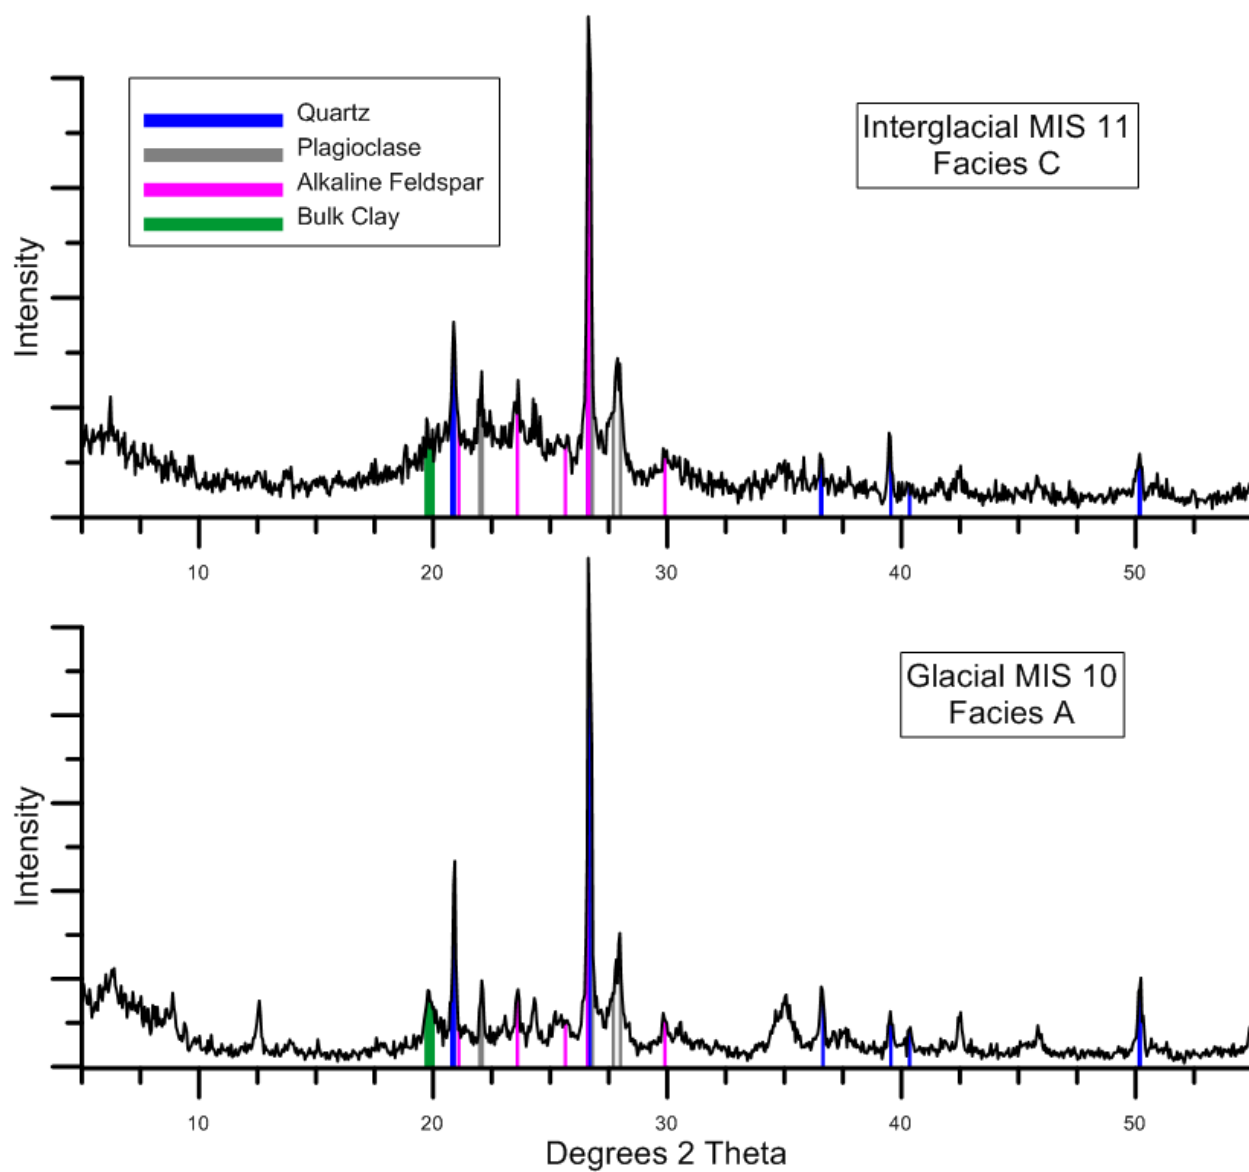 Quartz
Plagioclase
Alkaline Feldspar
Bulk Clay
Interglacial MIS 11
Facies C
Intensity
10 20 30 40 50
Glacial MIS 10
Facies A
Intensity
10 20 30 40 50
Degrees 2 Theta